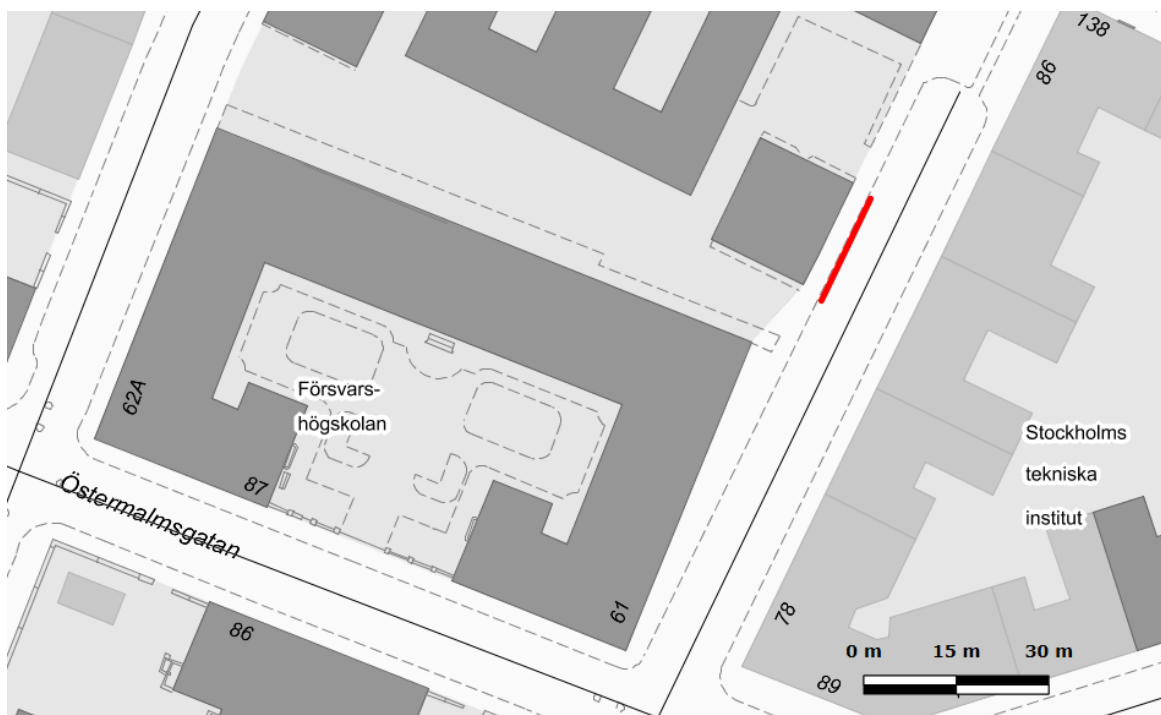 138
86
62A
Försvars-
högskolan
Stockholms
tekniska
institut
87
Östermalmsgatan
61
78
86
89
0 m 15 m 30 m